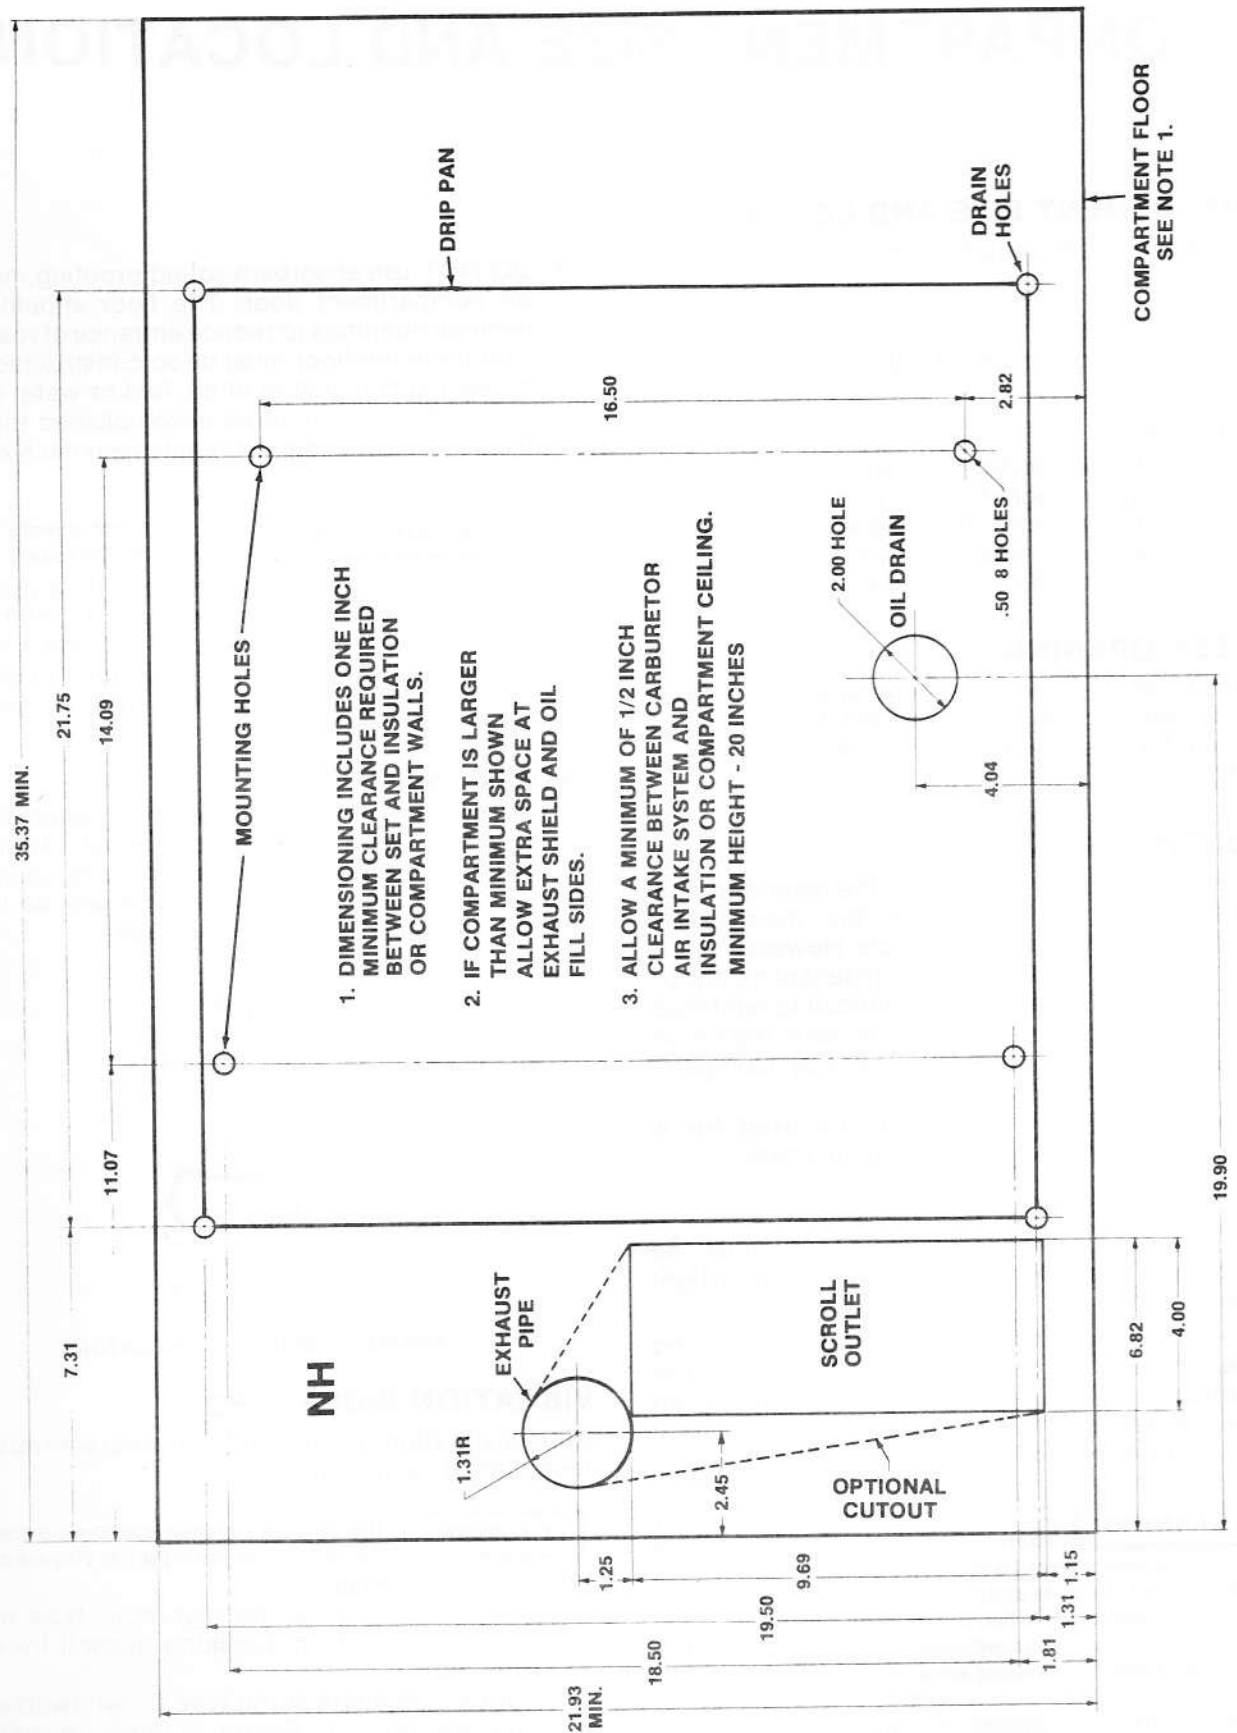 35.37 MIN.
21.75
7.31
14.09
11.07
MOUNTING HOLES
DRIP PAN
DRAIN
HOLES
COMPARTMENT FLOOR
SEE NOTE 1.
16.50
2.82
.50 8 HOLES
2.00 HOLE
OIL DRAIN
4.04
19.90
1. DIMENSIONING INCLUDES ONE INCH
MINIMUM CLEARANCE REQUIRED
BETWEEN SET AND INSULATION
OR COMPARTMENT WALLS.
2. IF COMPARTMENT IS LARGER
THAN MINIMUM SHOWN
ALLOW EXTRA SPACE AT
EXHAUST SHIELD AND OIL
FILL SIDES.
3. ALLOW A MINIMUM OF 1/2 INCH
CLEARANCE BETWEEN CARBURETOR
AIR INTAKE SYSTEM AND
INSULATION OR COMPARTMENT CEILING.
MINIMUM HEIGHT - 20 INCHES
NH
EXHAUST
PIPE
1.31R
SCROLL
OUTLET
OPTIONAL
CUTOUT
2.45
6.82
4.00
1.25
9.69
1.15
19.50
1.31
18.50
1.81
21.93
MIN.